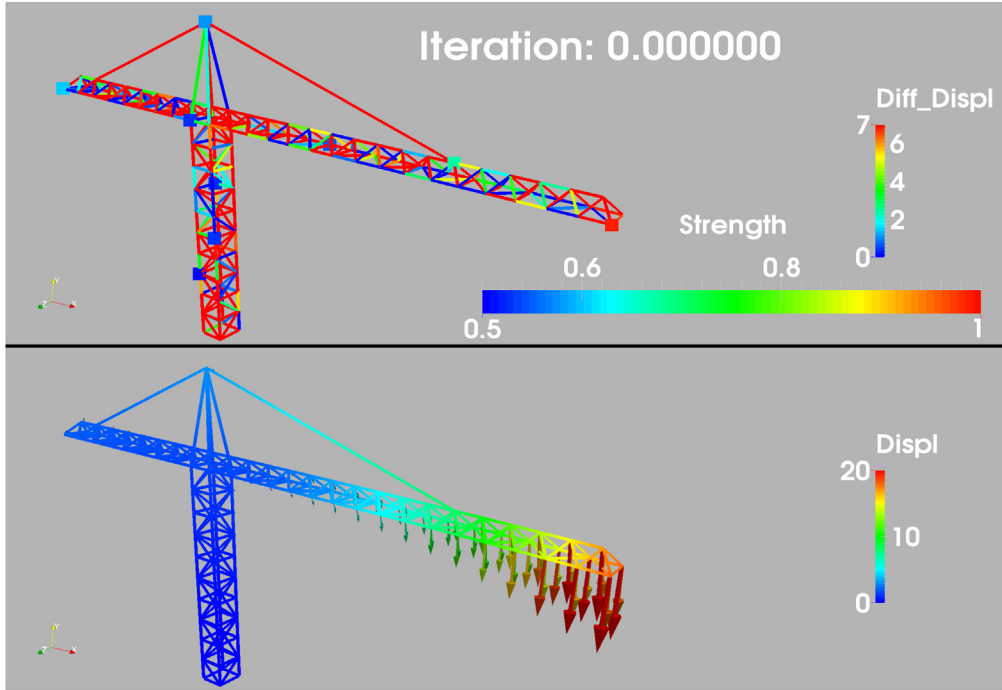 Iteration: 0.000000
Diff_Displ
7
6
4
2
0
Strength
0.6 0.8
0.5 1
Y
Z X
Displ
20
10
0
Y
Z X